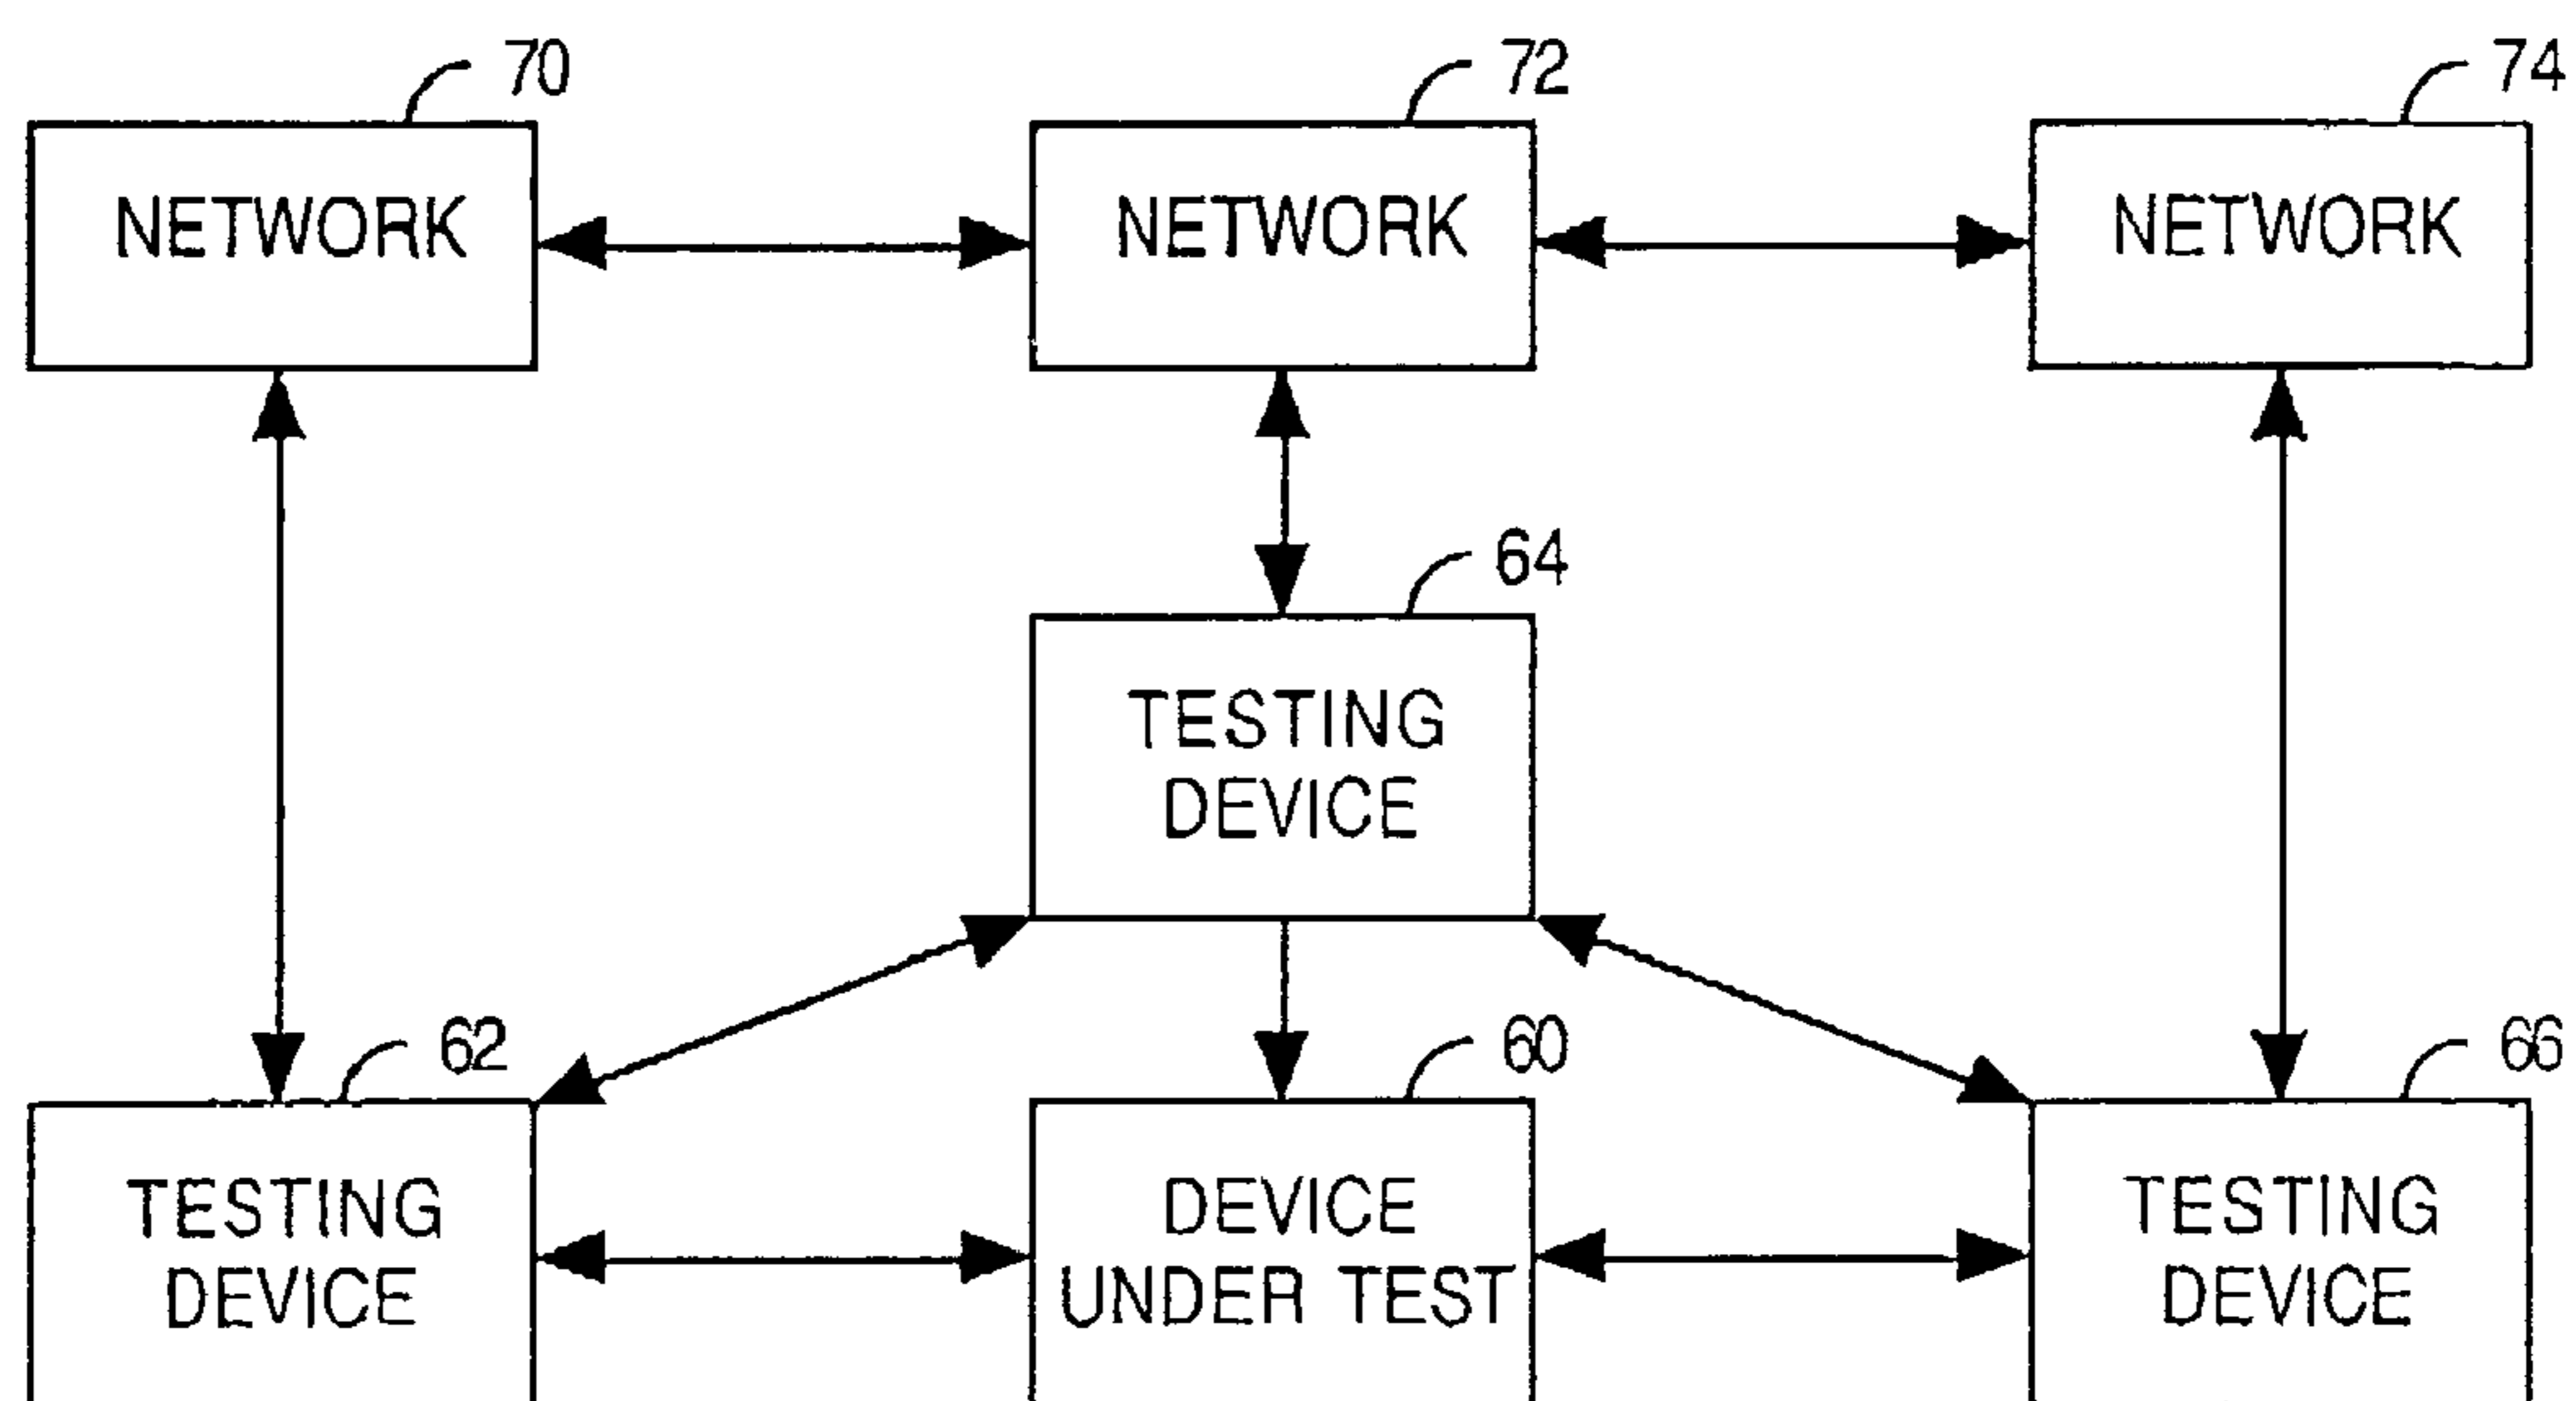 70
72
74
NETWORK
NETWORK
NETWORK
64
TESTING
DEVICE
62
60
66
TESTING
DEVICE
DEVICE
UNDER TEST
TESTING
DEVICE